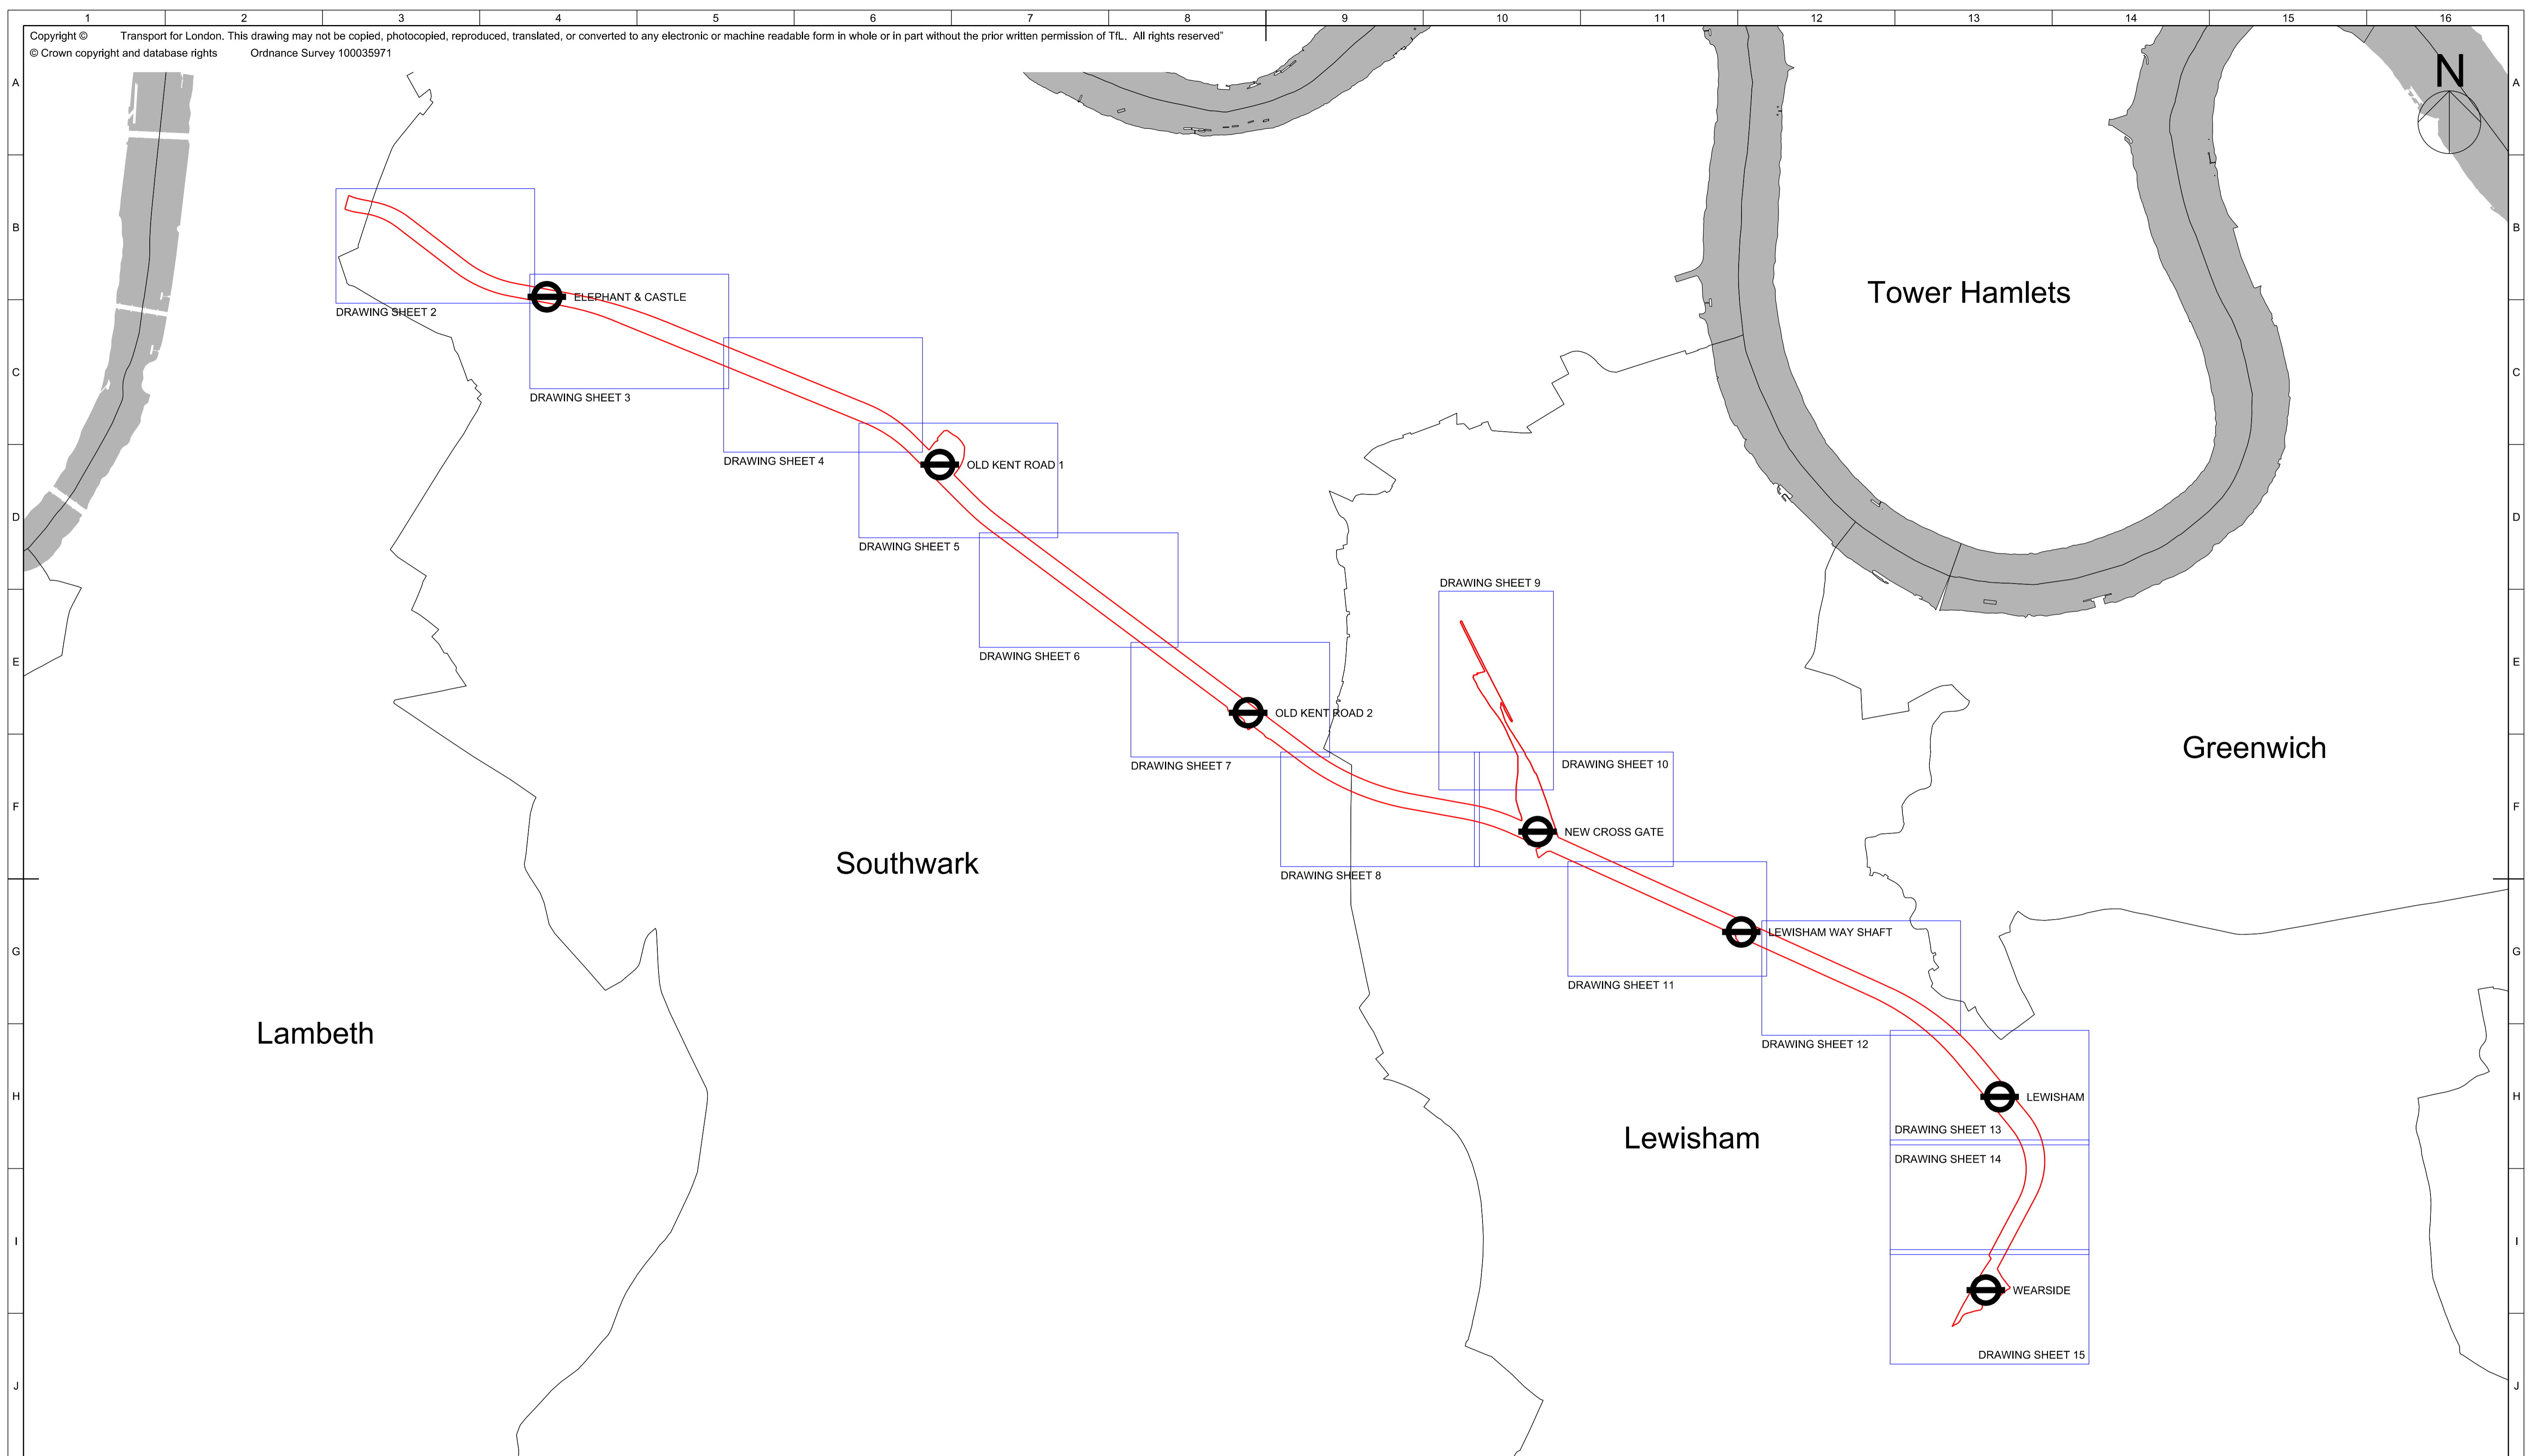 1 2 3 4 5 6 7 8 9 10 11 12 13 14 15 16
Copyright © Transport for London. This drawing may not be copied, photocopied, reproduced, translated, or converted to any electronic or machine readable form in whole or in part without the prior written permission of TfL. All rights reserved"
© Crown copyright and database rights Ordnance Survey 100035971
N
A A
B B
Tower Hamlets
ELEPHANT & CASTLE
DRAWING SHEET 2
C C
DRAWING SHEET 3
DRAWING SHEET 4
OLD KENT ROAD 1
D D
DRAWING SHEET 5
DRAWING SHEET 9
DRAWING SHEET 6
E E
OLD KENT ROAD 2
Greenwich
DRAWING SHEET 7
DRAWING SHEET 10
F F
NEW CROSS GATE
Southwark
DRAWING SHEET 8
LEWISHAM WAY SHAFT
G G
DRAWING SHEET 11
Lambeth
DRAWING SHEET 12
H H
LEWISHAM
DRAWING SHEET 13
Lewisham
DRAWING SHEET 14
I I
WEARSIDE
DRAWING SHEET 15
J J